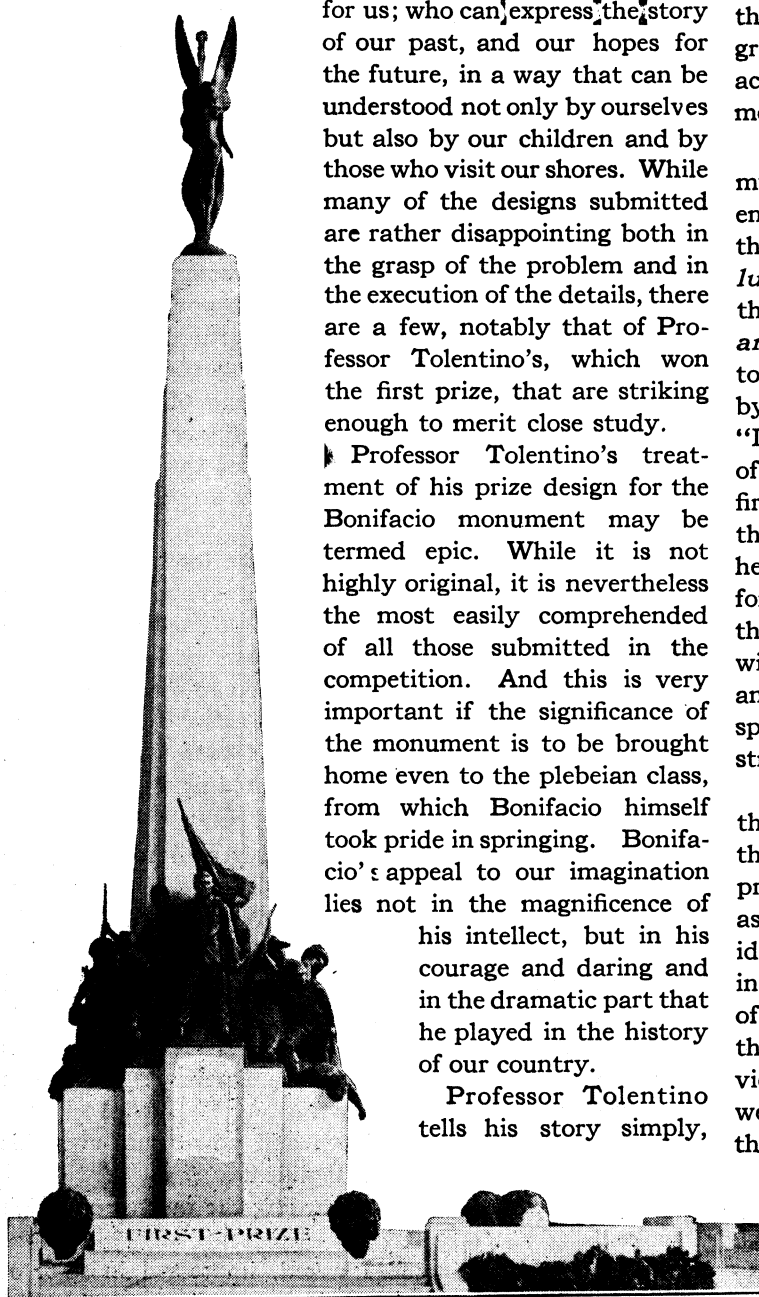 for us; who can express the story
of our past, and our hopes for
the future, in a way that can be
understood not only by ourselves
but also by our children and by
those who visit our shores. While
many of the designs submitted
are rather disappointing both in
the grasp of the problem and in
the execution of the details, there
are a few, notably that of Pro-
fessor Tolentino's, which won
the first prize, that are striking
enough to merit close study.
Professor Tolentino's treat-
ment of his prize design for the
Bonifacio monument may be
termed epic. While it is not
highly original, it is nevertheless
the most easily comprehended
of all those submitted in the
competition. And this is very
important if the significance of
the monument is to be brought
home even to the plebeian class,
from which Bonifacio himself
took pride in springing. Bonifa-
cio's appeal to our imagination
lies not in the magnificence of
his intellect, but in his
courage and daring and
in the dramatic part that
he played in the history
of our country.
Professor Tolentino
tells his story simply,
FIRST-PRIZE